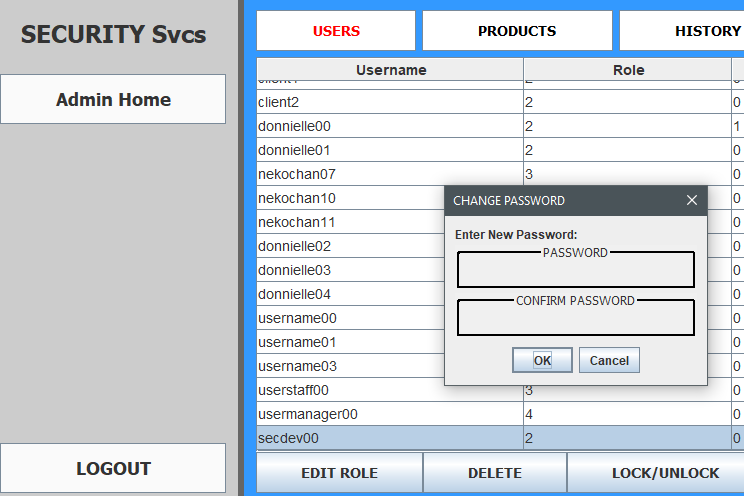 SECURITY Svcs
Admin Home
LOGOUT
USERS
PRODUCTS
HISTORY
Username
Role
client2
2
0
donnielle00
2
1
donnielle01
2
0
nekochan07
3
0
nekochan10
0
nekochan11
0
donnielle02
0
donnielle03
0
donnielle04
0
username00
0
username01
0
username03
0
userstaff00
3
0
usermanager00
4
0
secdev00
2
0
CHANGE PASSWORD
Enter New Password:
PASSWORD
CONFIRM PASSWORD
OK
Cancel
EDIT ROLE
DELETE
LOCK/UNLOCK